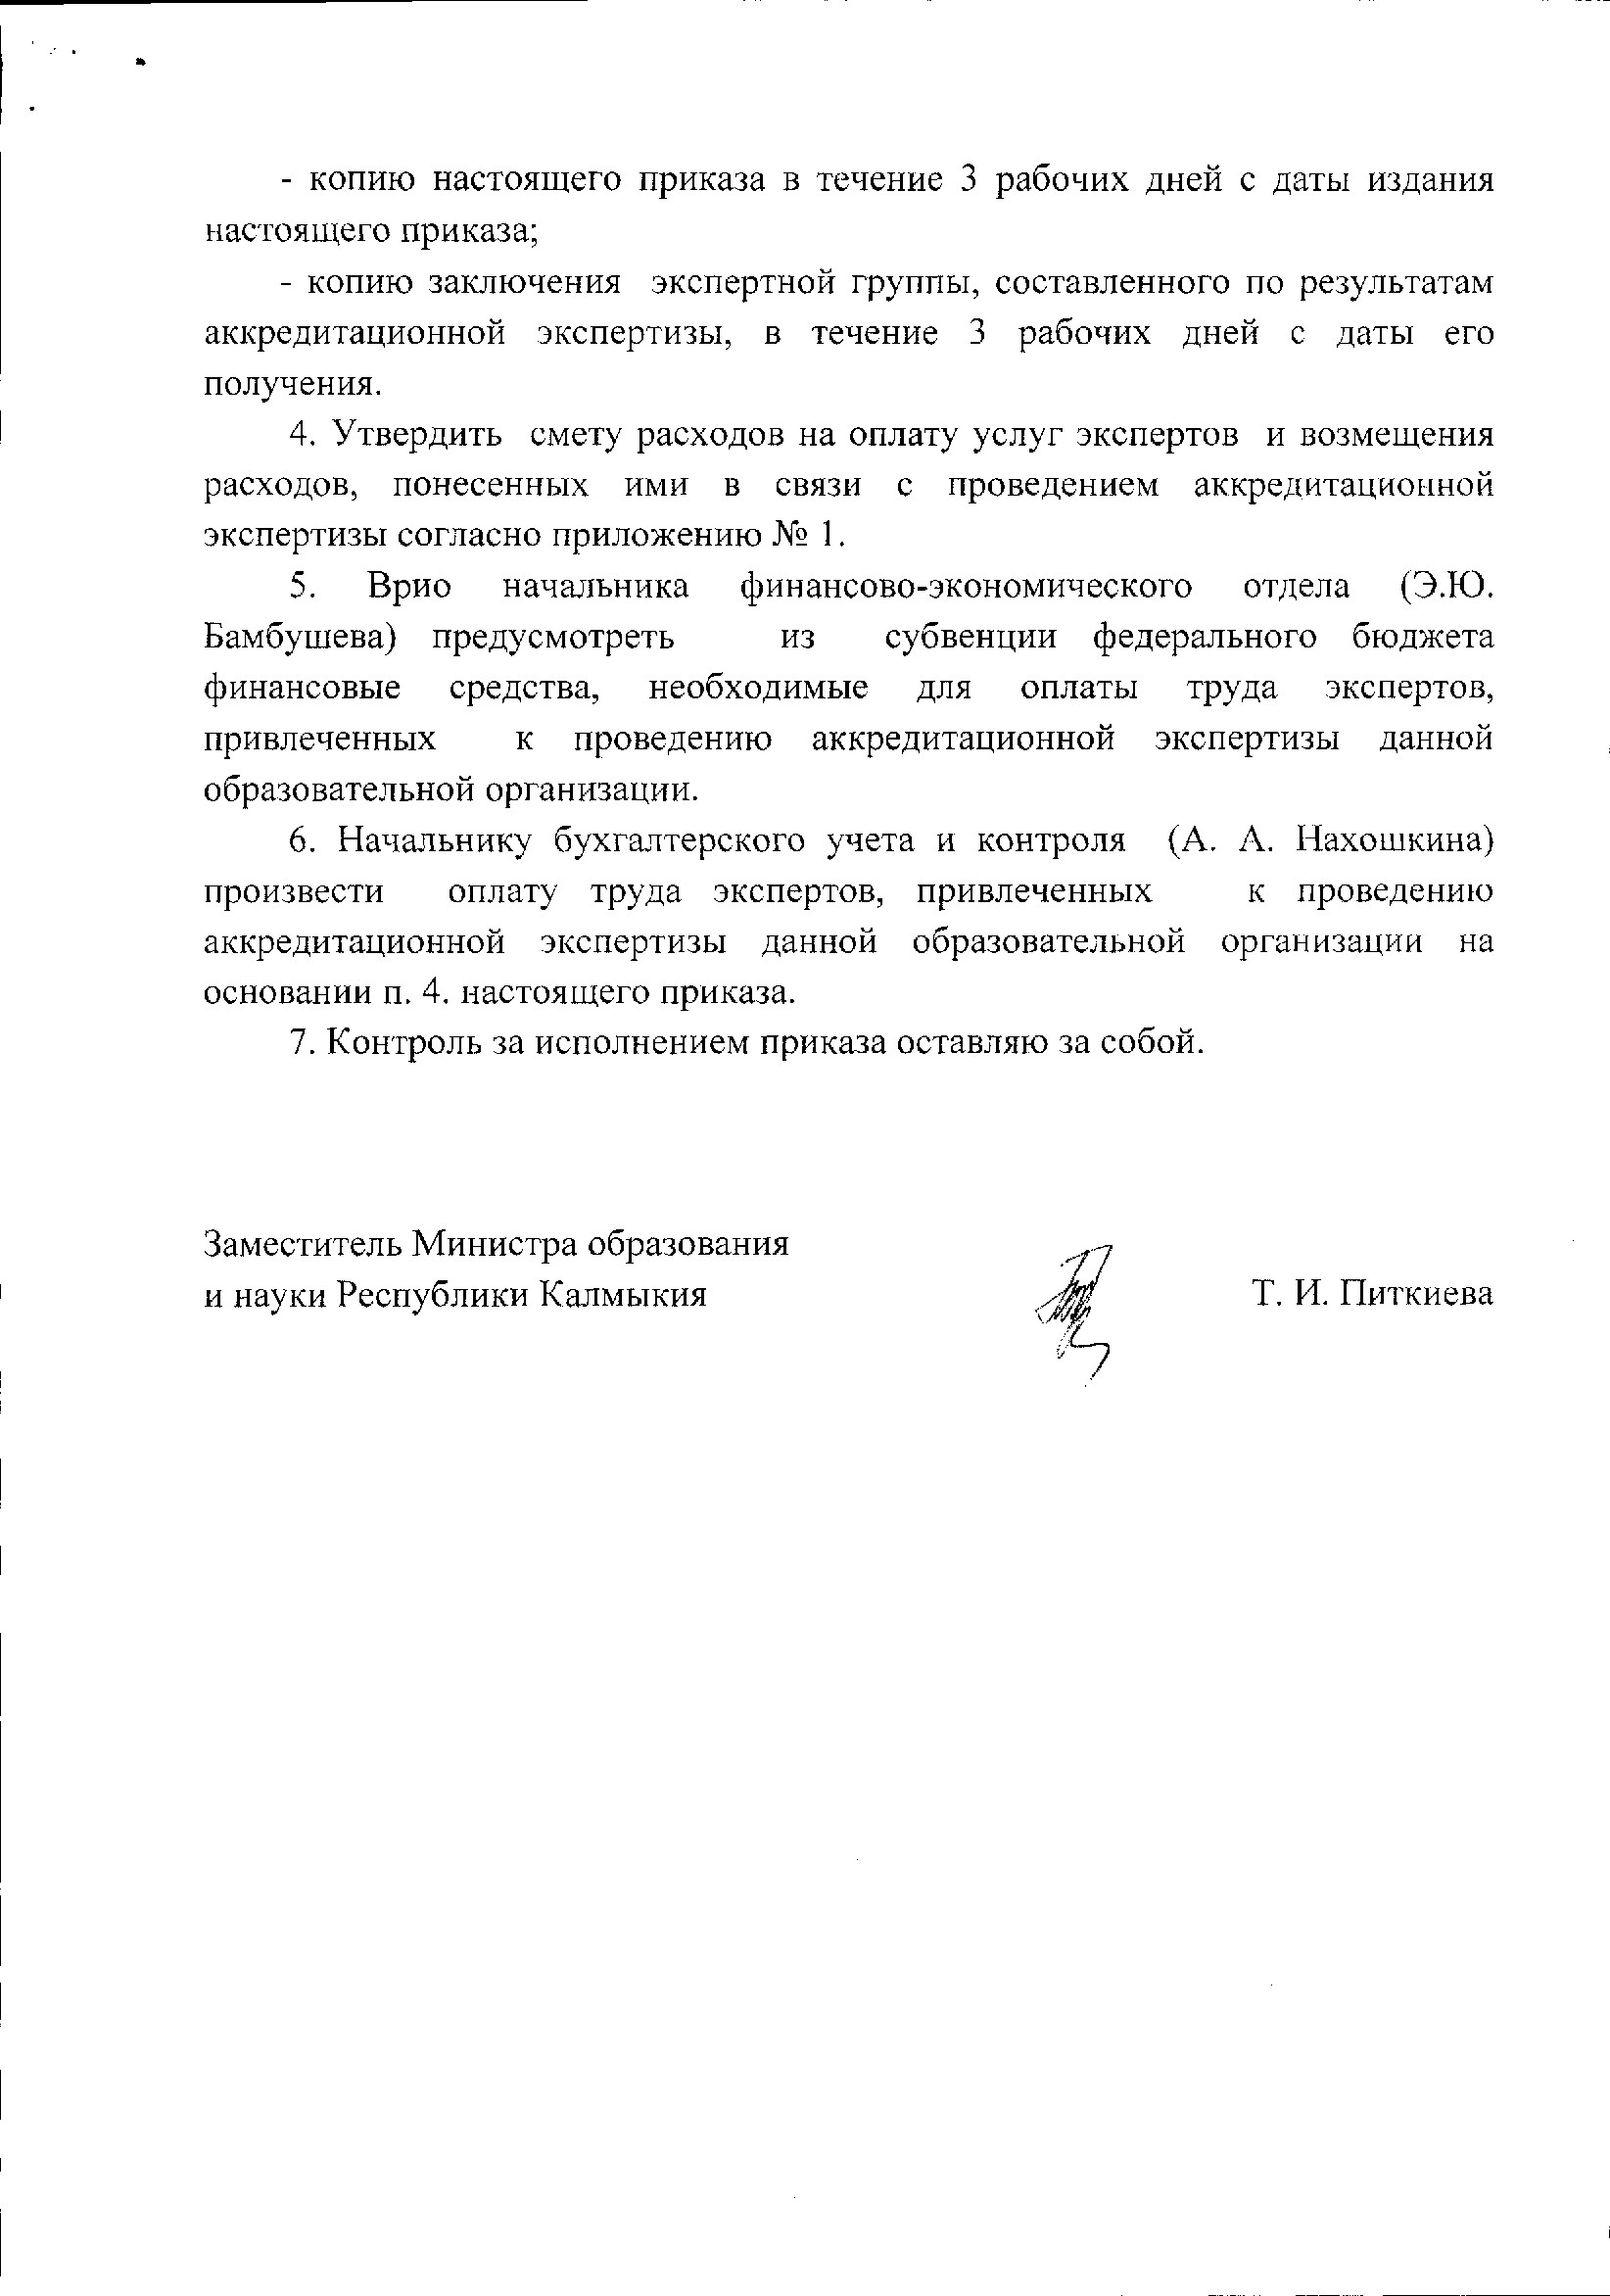 - копию настоящего приказа в течение 3 рабочих дней с даты издания
настоящего приказа;
- копию заключения экспертной группы, составленного по результатам
аккредитационной экспертизы, в течение 3 рабочих дней с даты его
получения.
4. Утвердить смету расходов на оплату услуг экспертов и возмещения
расходов, понесенных ими в связи с проведением аккредитационной
экспертизы согласно приложению № 1.
5. Врио начальника финансово-экономического отдела (Э.Ю.
Бамбушева) предусмотреть из субвенции федерального бюджета
финансовые средства, необходимые для оплаты труда экспертов,
привлеченных к проведению аккредитационной экспертизы данной
образовательной организации.
6. Начальнику бухгалтерского учета и контроля (А. А. Нахошкина)
произвести оплату труда экспертов, привлеченных к проведению
аккредитационной экспертизы данной образовательной организации на
основании п. 4. настоящего приказа.
7. Контроль за исполнением приказа оставляю за собой.
Заместитель Министра образования
и науки Республики Калмыкия Т. И. Питкиева